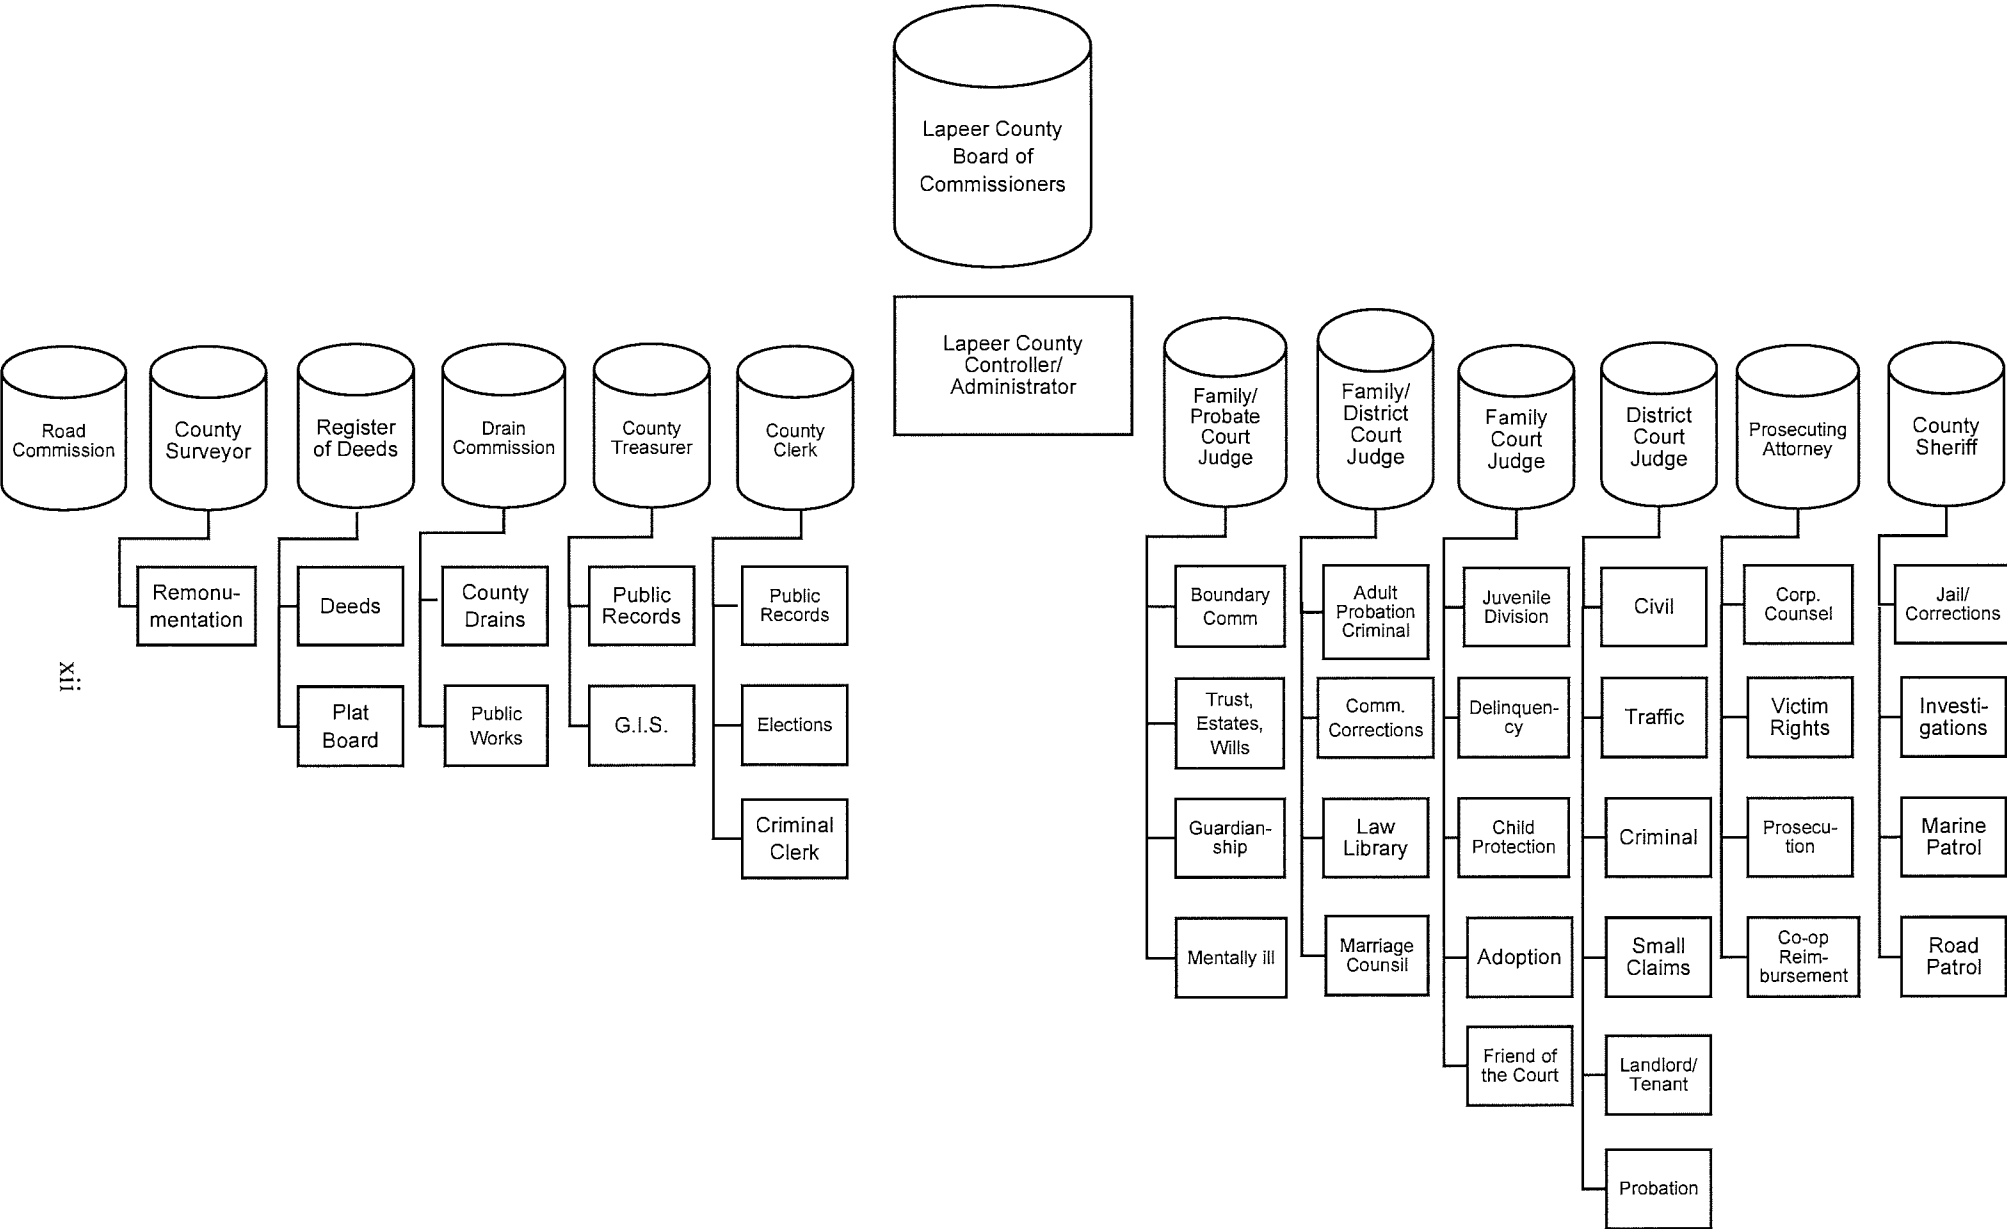 Lapeer County
Board of
Commissioners
Lapeer County
Controller/
Administrator
Road
Commission
County
Surveyor
Register
of Deeds
Drain
Commission
County
Treasurer
County
Clerk
Family/
Probate
Court
Judge
Family/
District
Court
Judge
Family
Court
Judge
District
Court
Judge
Prosecuting
Attorney
County
Sheriff
Remonu-
mentation
Deeds
Plat
Board
County
Drains
Public
Works
Public
Records
G.I.S.
Public
Records
Elections
Criminal
Clerk
Boundary
Comm
Trust,
Estates,
Wills
Guardian-
ship
Mentally ill
Adult
Probation
Criminal
Comm.
Corrections
Law
Library
Marriage
Counsil
Juvenile
Division
Delinquen-
cy
Child
Protection
Adoption
Friend of
the Court
Civil
Traffic
Criminal
Small
Claims
Landlord/
Tenant
Probation
Corp.
Counsel
Victim
Rights
Prosecu-
tion
Co-op
Reim-
bursement
Jail/
Corrections
Investi-
gations
Marine
Patrol
Road
Patrol
xii